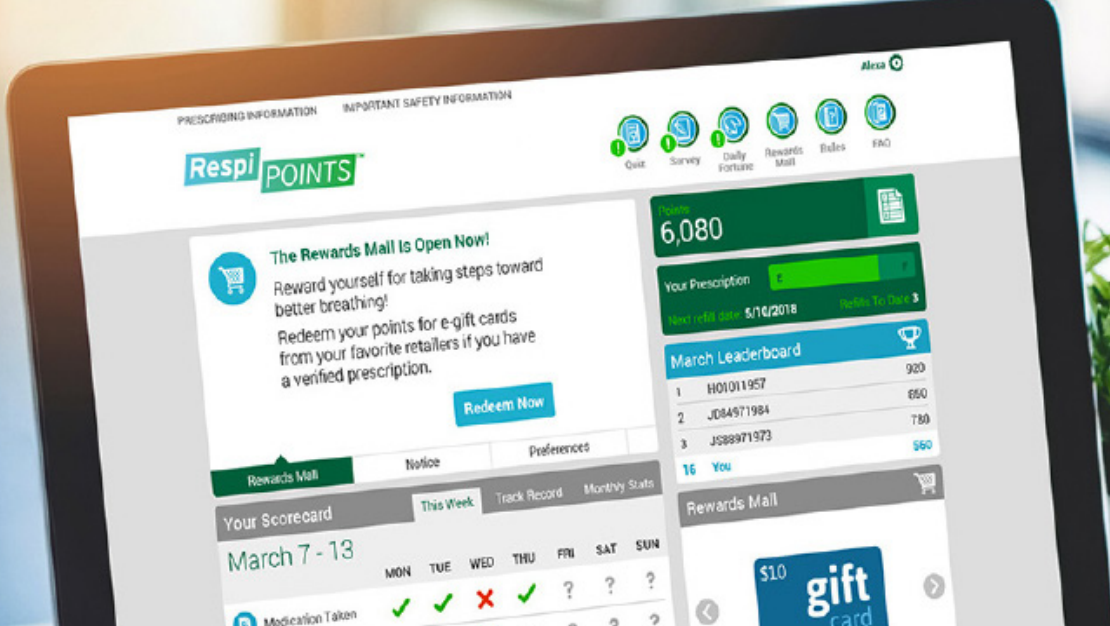 Alexa
PRESCRIBING INFORMATION
IMPORTANT SAFETY INFORMATION
Respi POINTS™
Quiz
Survey
Daily
Fortune
Rewards
Mall
Rules
FAQ
The Rewards Mall Is Open Now!
Reward yourself for taking steps toward
better breathing!
Redeem your points for e-gift cards
from your favorite retailers if you have
a verified prescription.
Redeem Now
Rewards Mall
Notice
Preferences
Points
6,080
Your Prescription
E
F
Next refill date: 5/10/2018
Refills To Date 3
March Leaderboard
1 H01011957 920
2 JD84971984 850
3 JS88971973 780
16 You 560
Rewards Mall
$10
gift
card
Your Scorecard
This Week
Track Record
Monthly Stats
March 7 - 13
MON TUE WED THU FRI SAT SUN
Medication Taken
? ? ?
? ? ?